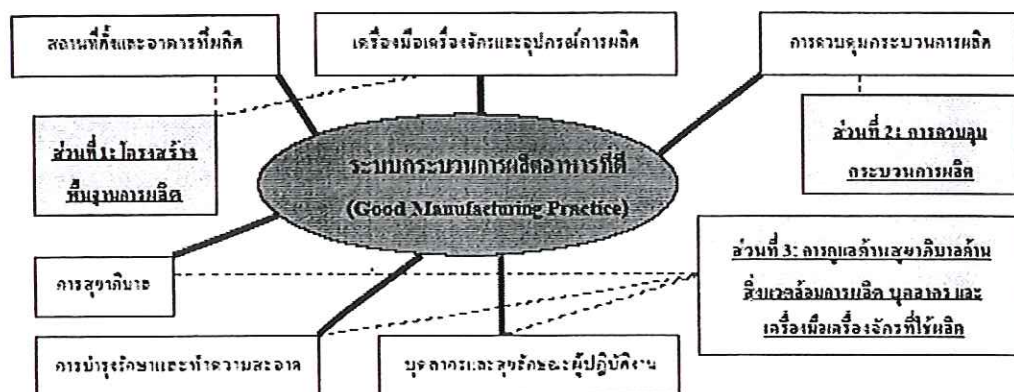 สถานที่ตั้งและอาคารที่ผลิต
เครื่องมือเครื่องจักรและอุปกรณ์การผลิต
การควบคุมกระบวนการผลิต
ส่วนที่ 1: โครงสร้าง
พื้นฐานการผลิต
ระบบกระบวนการผลิตอาหารที่ดี
(Good Manufacturing Practice)
ส่วนที่ 2: การควบคุม
กระบวนการผลิต
การสุขาภิบาล
ส่วนที่ 3: การดูแลด้านสุขาภิบาลด้าน
สิ่งแวดล้อมการผลิต บุคลากร และ
เครื่องมือเครื่องจักรที่ใช้ผลิต
การบำรุงรักษาและทำความสะอาด
บุคลากรและสุขลักษณะผู้ปฏิบัติงาน